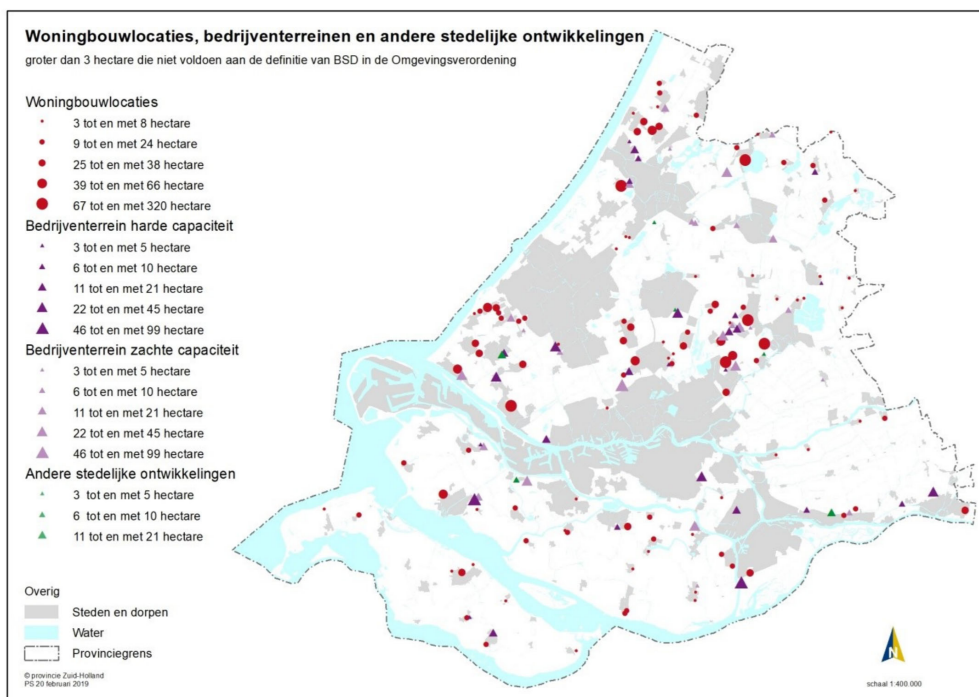 Woningbouwlocaties, bedrijventerreinen en andere stedelijke ontwikkelingen
groter dan 3 hectare die niet voldoen aan de definitie van BSD in de Omgevingsverordening
Woningbouwlocaties
3 tot en met 8 hectare
9 tot en met 24 hectare
25 tot en met 38 hectare
39 tot en met 66 hectare
67 tot en met 320 hectare
Bedrijventerrein harde capaciteit
3 tot en met 5 hectare
6 tot en met 10 hectare
11 tot en met 21 hectare
22 tot en met 45 hectare
46 tot en met 99 hectare
Bedrijventerrein zachte capaciteit
3 tot en met 5 hectare
6 tot en met 10 hectare
11 tot en met 21 hectare
22 tot en met 45 hectare
46 tot en met 99 hectare
Andere stedelijke ontwikkelingen
3 tot en met 5 hectare
6 tot en met 10 hectare
11 tot en met 21 hectare
Overig
Steden en dorpen
Water
Provinciegrens
© provincie Zuid-Holland
PS 20 februari 2019
N
schaal 1:400.000